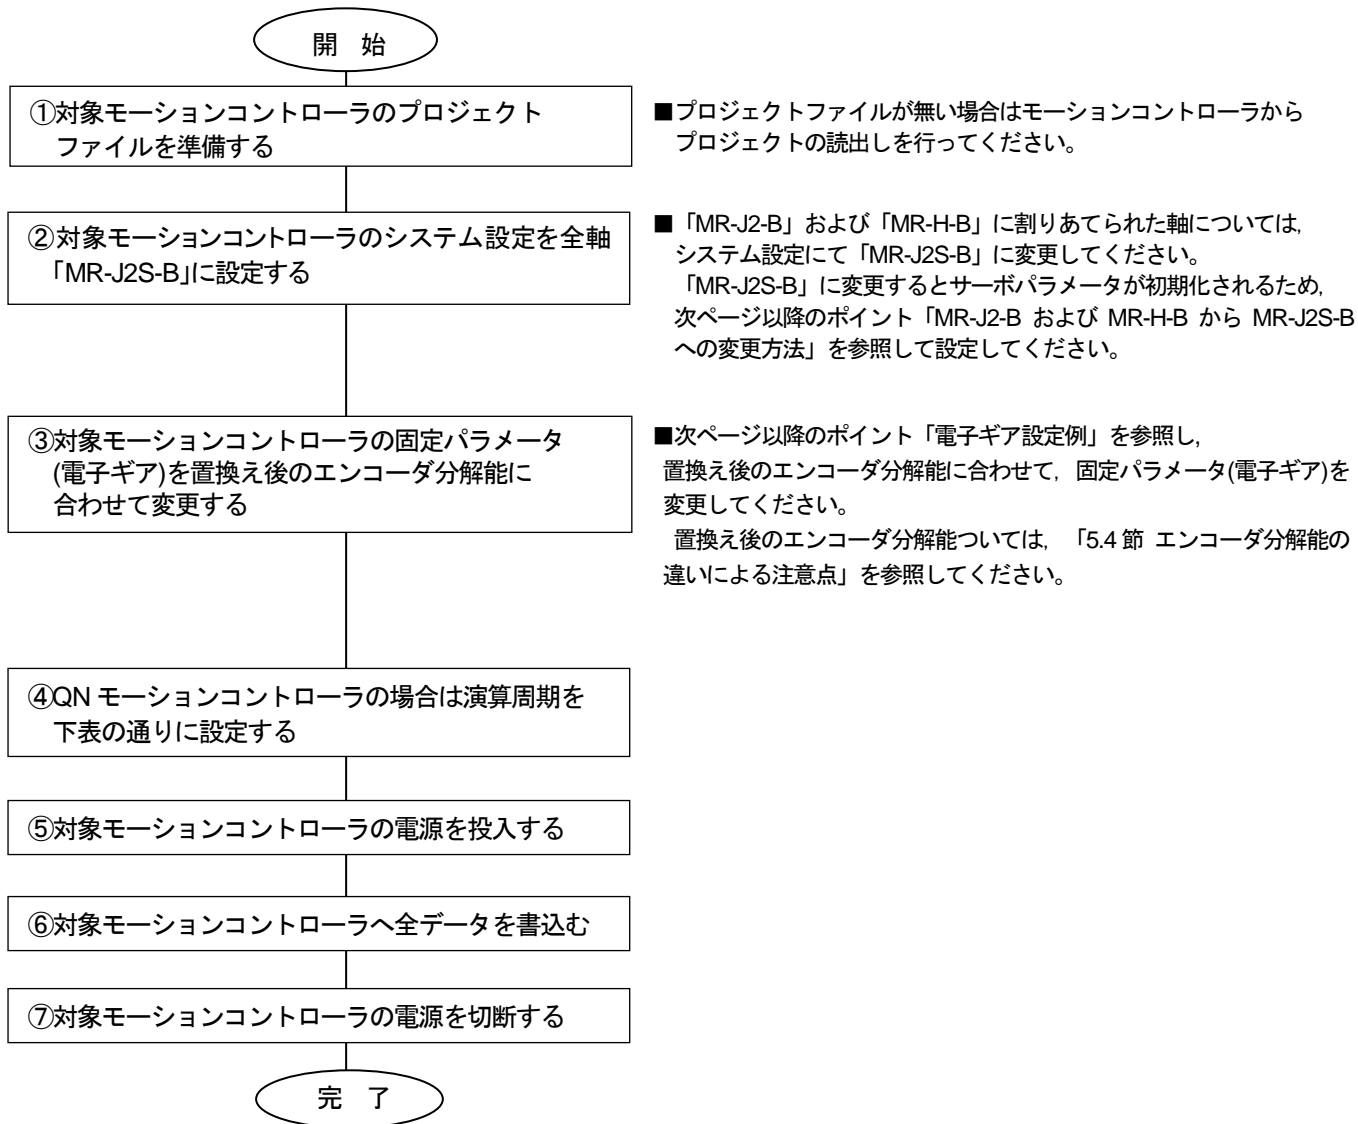 開 始
①対象モーションコントローラのプロジェクト
ファイルを準備する
■プロジェクトファイルが無い場合はモーションコントローラから
プロジェクトの読出しを行ってください。
②対象モーションコントローラのシステム設定を全軸
「MR-J2S-B」に設定する
■「MR-J2-B」および「MR-H-B」に割りあてられた軸については,
システム設定にて「MR-J2S-B」に変更してください。
「MR-J2S-B」に変更するとサーボパラメータが初期化されるため,
次ページ以降のポイント「MR-J2-B および MR-H-B から MR-J2S-B
への変更方法」を参照して設定してください。
③対象モーションコントローラの固定パラメータ
(電子ギア)を置換え後のエンコーダ分解能に
合わせて変更する
■次ページ以降のポイント「電子ギア設定例」を参照し,
置換え後のエンコーダ分解能に合わせて, 固定パラメータ(電子ギア)を
変更してください。
置換え後のエンコーダ分解能ついては, 「5.4 節 エンコーダ分解能の
違いによる注意点」を参照してください。
④QN モーションコントローラの場合は演算周期を
下表の通りに設定する
⑤対象モーションコントローラの電源を投入する
⑥対象モーションコントローラへ全データを書込む
⑦対象モーションコントローラの電源を切断する
完 了